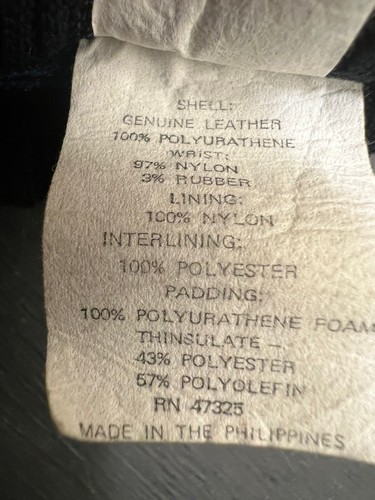 SHELL:
GENUINE LEATHER
100% POLYURATHENE
WRIST:
97% NYLON
3% RUBBER
LINING:
100% NYLON
INTERLINING:
100% POLYESTER
PADDING:
100% POLYURATHENE FOAM
THINSULATE -
43% POLYESTER
57% POLYOLEFIN
RN 47325
MADE IN THE PHILIPPINES